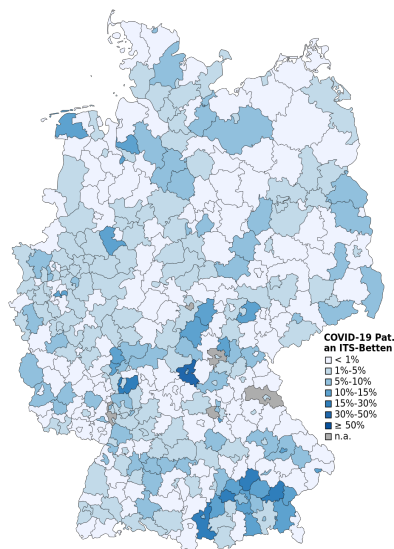 COVID-19 Pat.
an ITS-Betten
< 1%
1%-5%
5%-10%
10%-15%
15%-30%
30%-50%
≥ 50%
n.a.